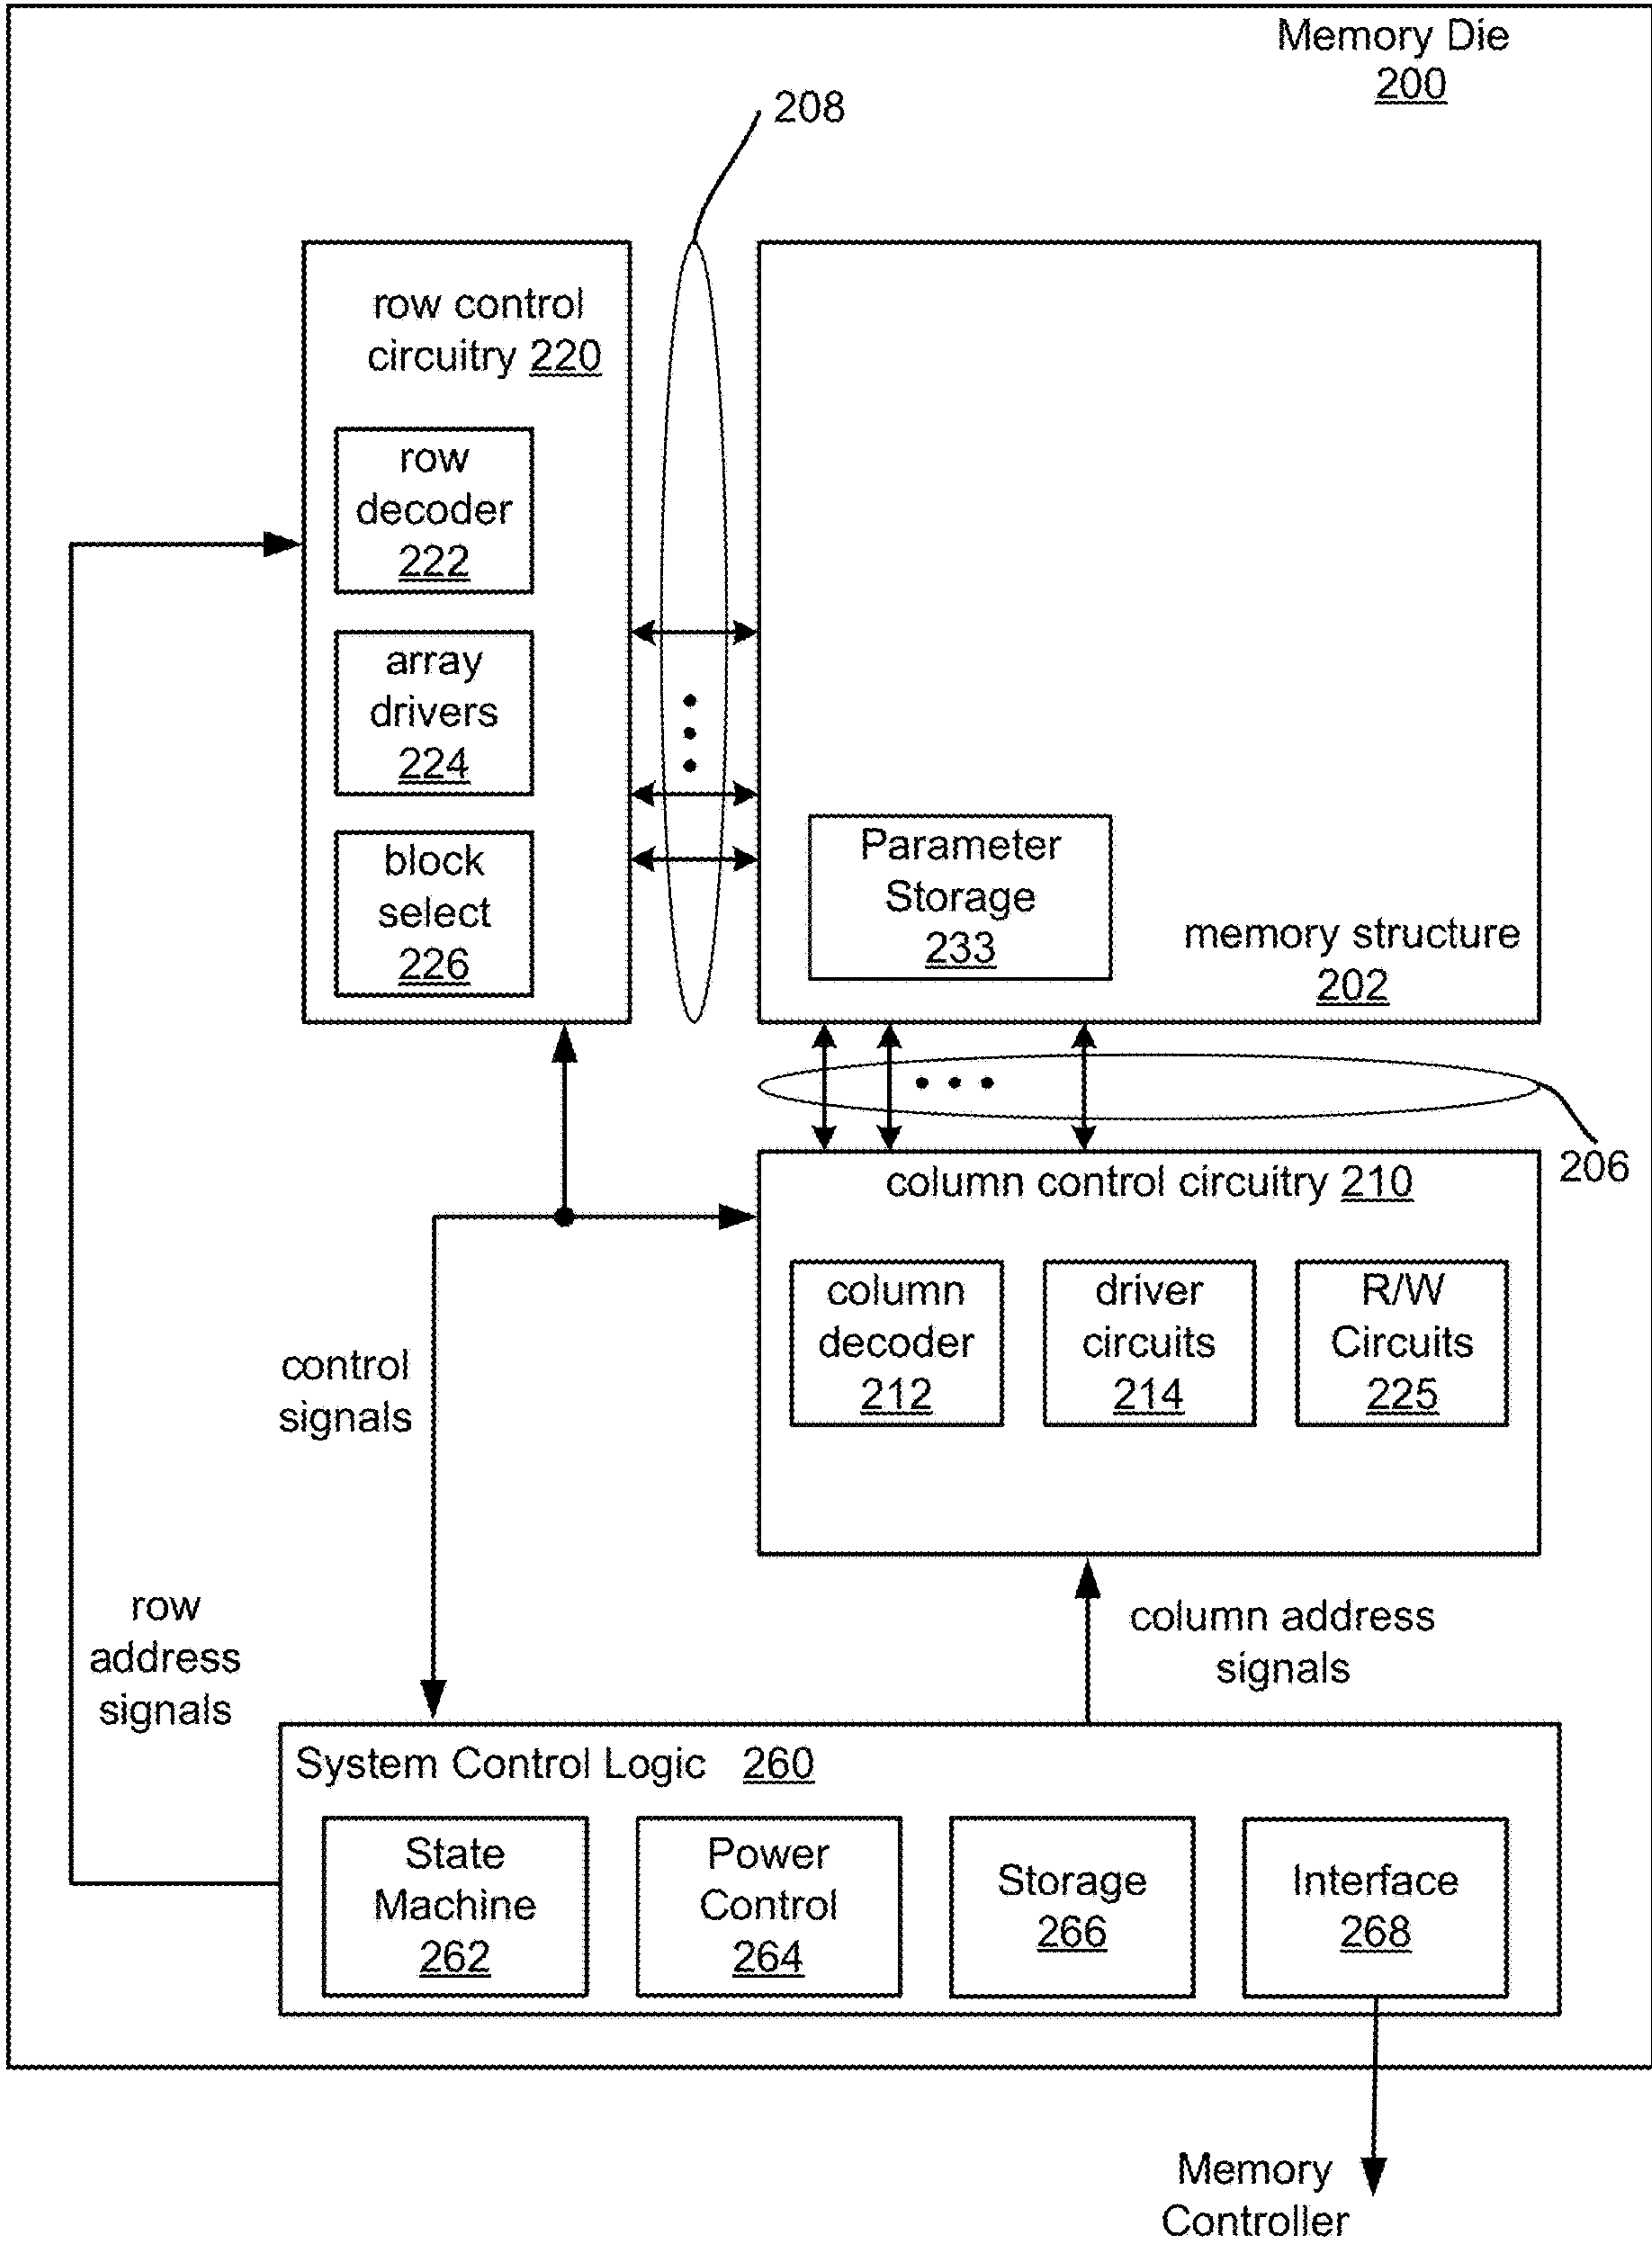 Memory Die
200
208
row control
circuitry 220
row
decoder
222
array
drivers
224
block
select
226
Parameter
Storage
233
memory structure
202
206
column control circuitry 210
column
decoder
212
driver
circuits
214
R/W
Circuits
225
control
signals
row
address
signals
column address
signals
System Control Logic 260
State
Machine
262
Power
Control
264
Storage
266
Interface
268
Memory
Controller